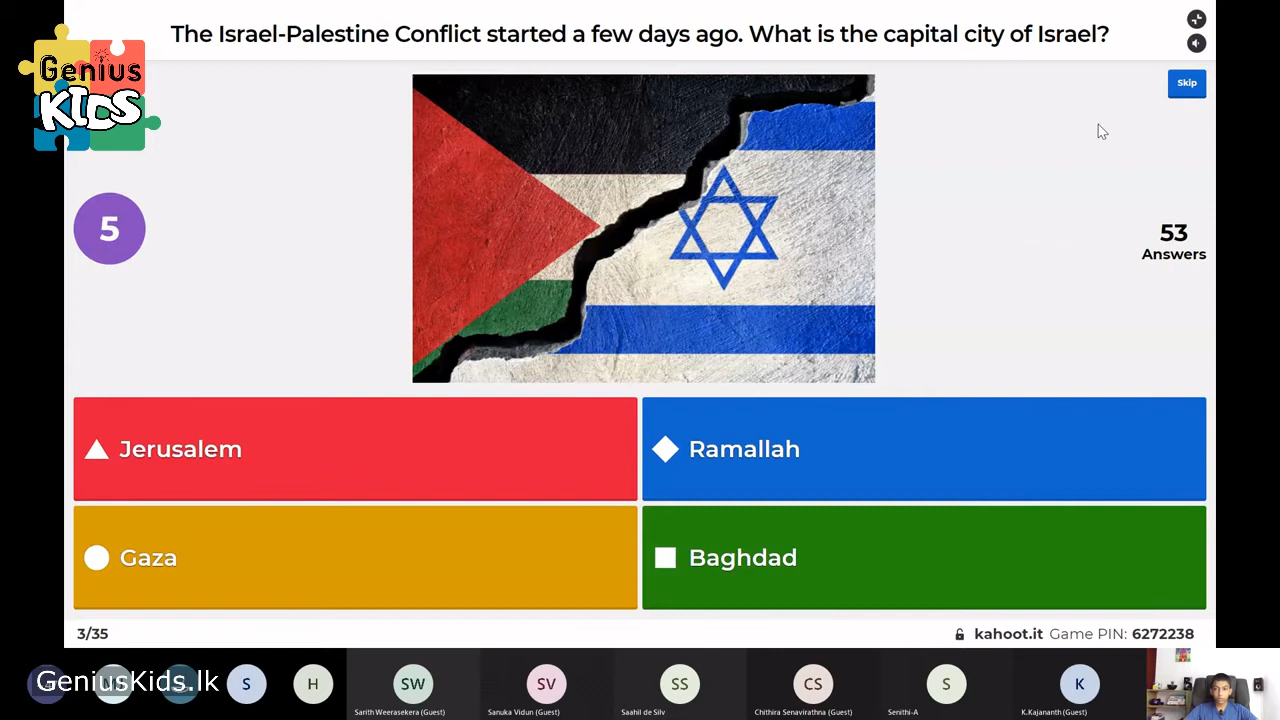 The Israel-Palestine Conflict started a few days ago. What is the capital city of Israel?
Genius
KIDS
Skip
5
53
Answers
Jerusalem
Ramallah
Gaza
Baghdad
3/35
kahoot.it Game PIN: 6272238
GeniusKids.lk
S
H
SW
SV
SS
CS
S
K
Sarith Weerasekera (Guest)
Sanuka Vidun (Guest)
Saahil de Silv
Chithira Senavirathna (Guest)
Senithi-A
K.Kajananth (Guest)